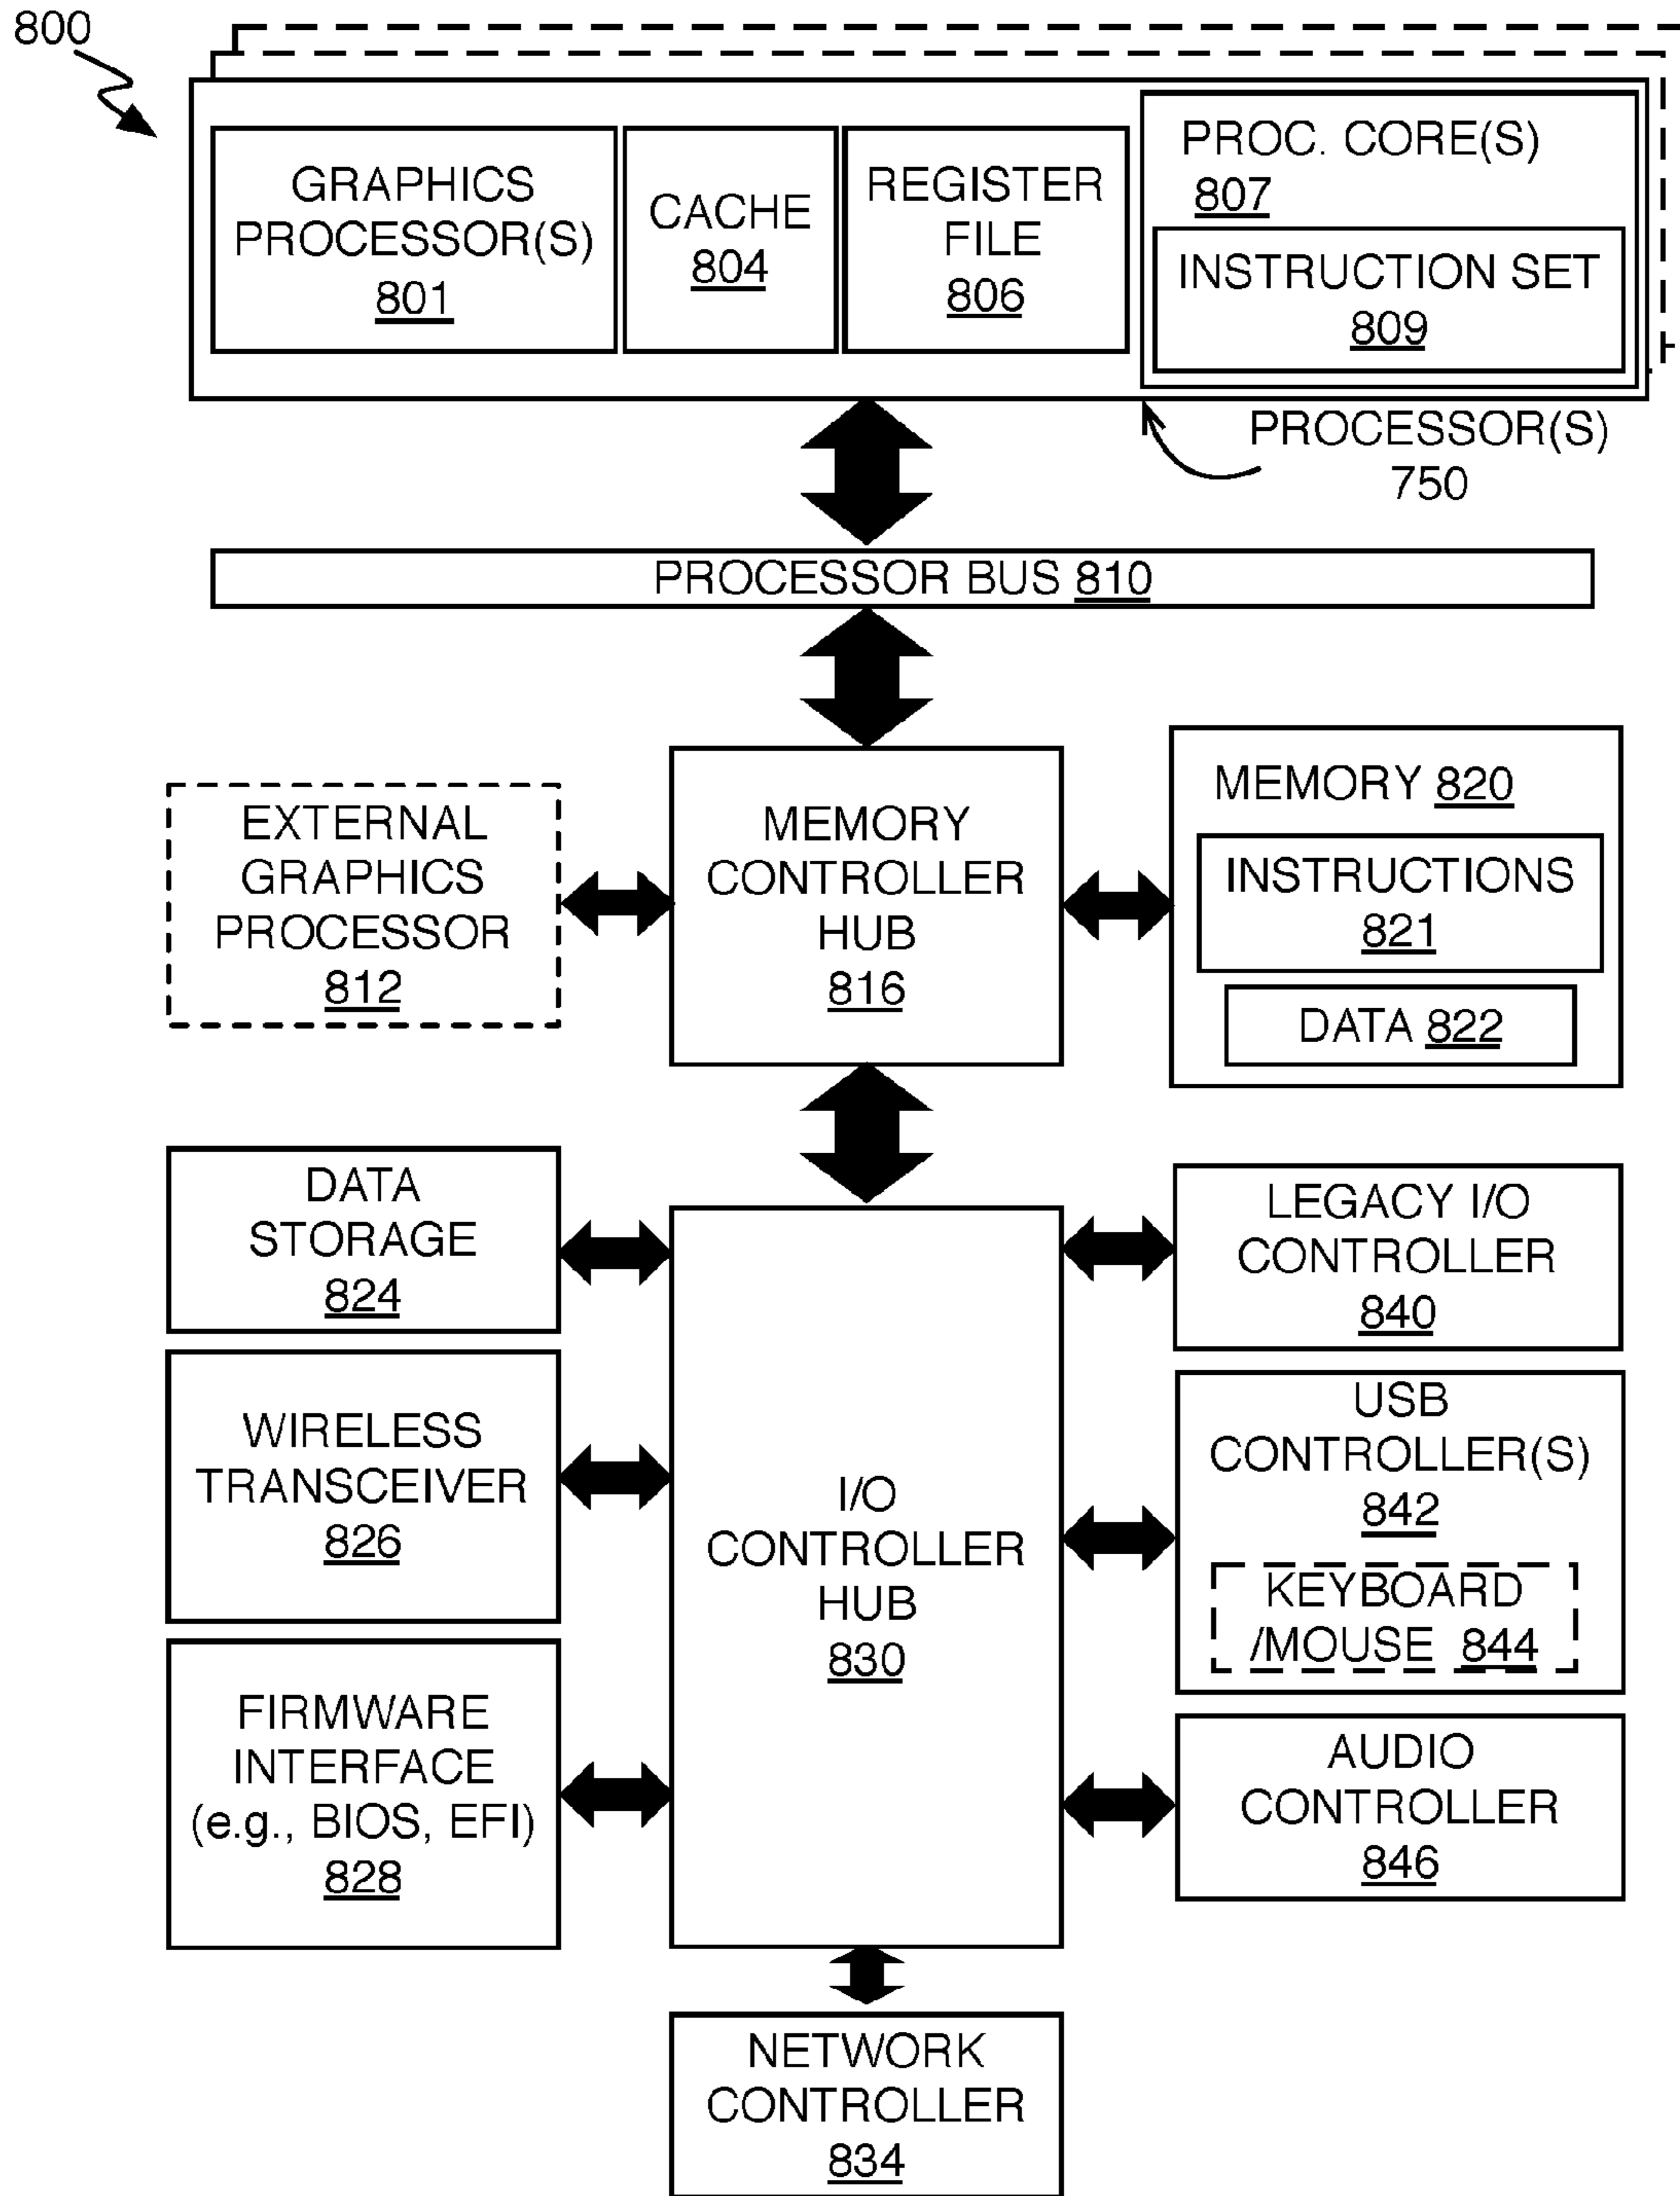 800
GRAPHICS
PROCESSOR(S)
801
CACHE
804
REGISTER
FILE
806
PROC. CORE(S)
807
INSTRUCTION SET
809
PROCESSOR(S)
750
PROCESSOR BUS 810
EXTERNAL
GRAPHICS
PROCESSOR
812
MEMORY
CONTROLLER
HUB
816
MEMORY 820
INSTRUCTIONS
821
DATA 822
DATA
STORAGE
824
WIRELESS
TRANSCEIVER
826
FIRMWARE
INTERFACE
(e.g., BIOS, EFI)
828
I/O
CONTROLLER
HUB
830
LEGACY I/O
CONTROLLER
840
USB
CONTROLLER(S)
842
KEYBOARD
/MOUSE 844
AUDIO
CONTROLLER
846
NETWORK
CONTROLLER
834